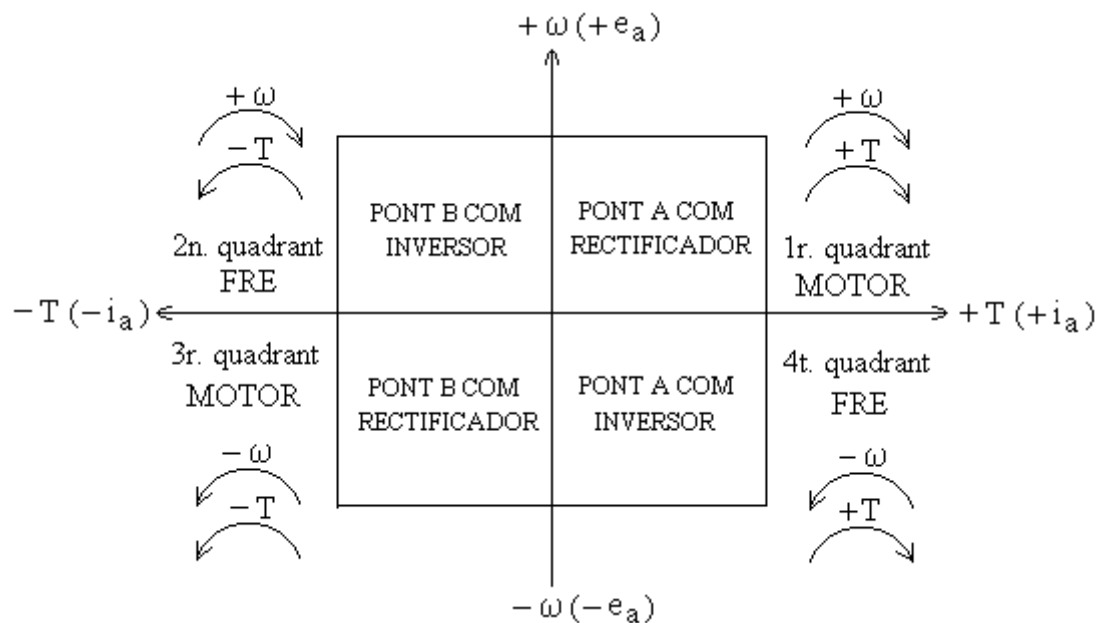 +ω(+eₐ)
+ω
−T
2n. quadrant
FRE
PONT B COM
INVERSOR
PONT A COM
RECTIFICADOR
+ω
+T
1r. quadrant
MOTOR
−T(−iₐ)
+T(+iₐ)
3r. quadrant
MOTOR
−ω
−T
PONT B COM
RECTIFICADOR
PONT A COM
INVERSOR
4t. quadrant
FRE
−ω
+T
−ω(−eₐ)